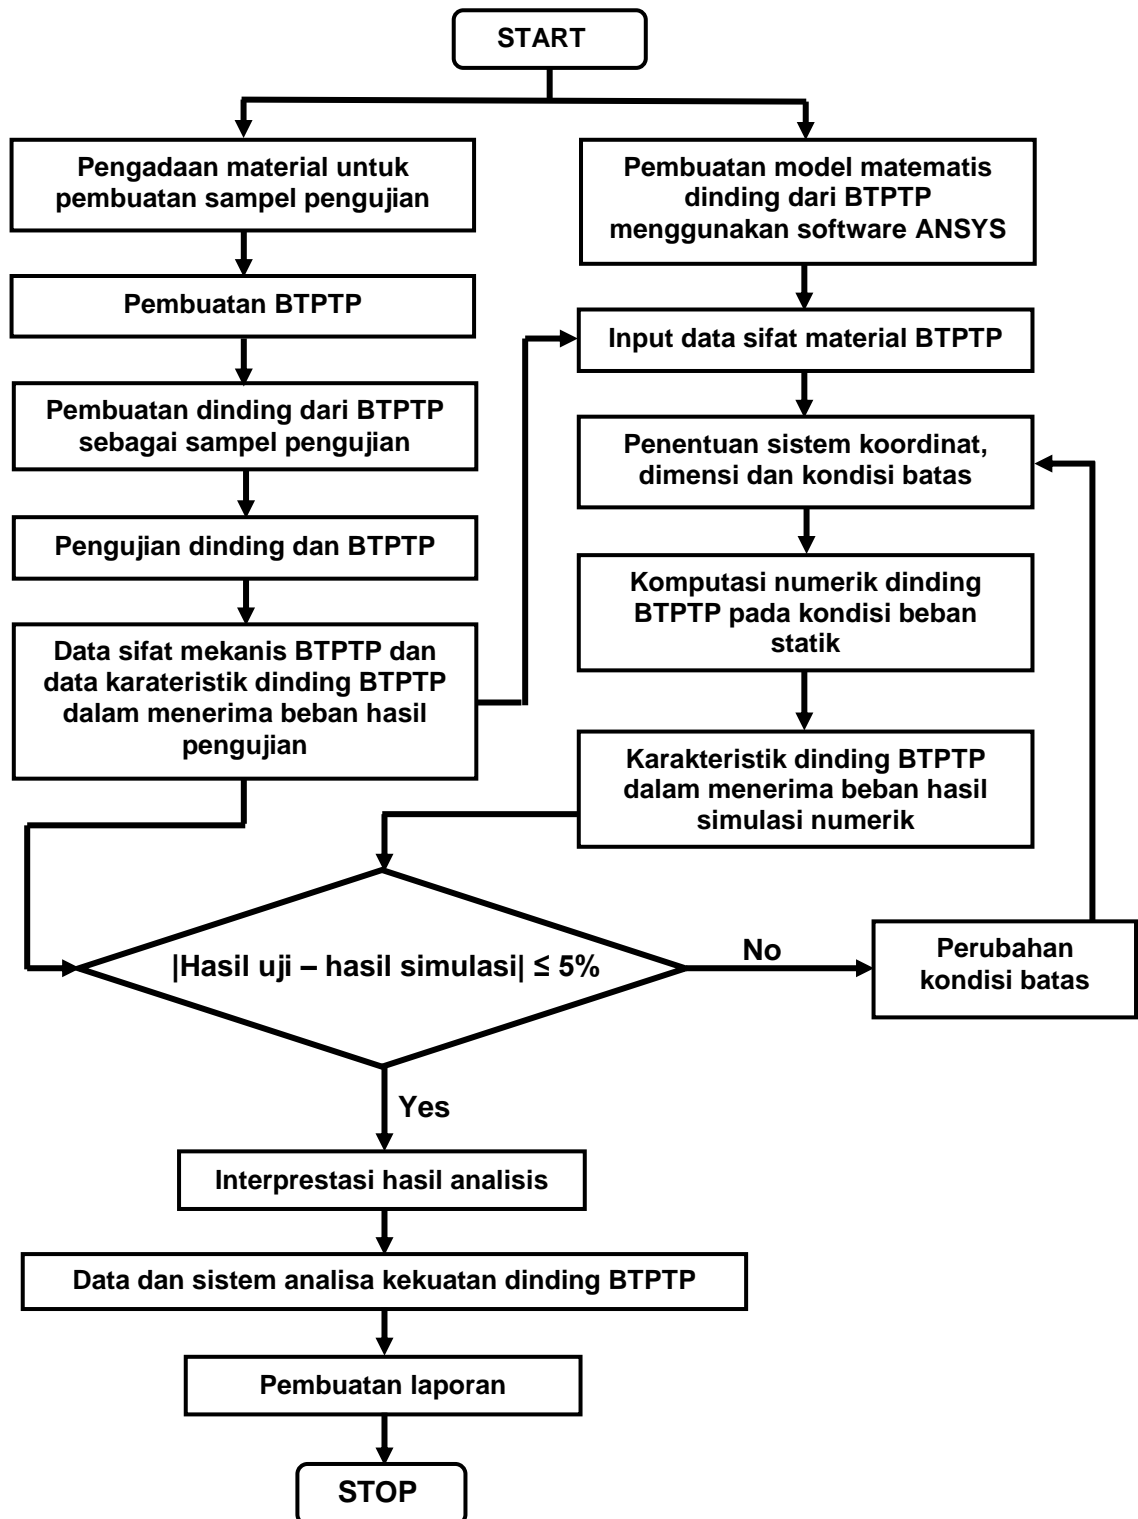 START
Pengadaan material untuk
pembuatan sampel pengujian
Pembuatan BTPTP
Pembuatan dinding dari BTPTP
sebagai sampel pengujian
Pengujian dinding dan BTPTP
Data sifat mekanis BTPTP dan
data karateristik dinding BTPTP
dalam menerima beban hasil
pengujian
Pembuatan model matematis
dinding dari BTPTP
menggunakan software ANSYS
Input data sifat material BTPTP
Penentuan sistem koordinat,
dimensi dan kondisi batas
Komputasi numerik dinding
BTPTP pada kondisi beban
statik
Karakteristik dinding BTPTP
dalam menerima beban hasil
simulasi numerik
|Hasil uji – hasil simulasi| ≤ 5%
No
Perubahan
kondisi batas
Yes
Interprestasi hasil analisis
Data dan sistem analisa kekuatan dinding BTPTP
Pembuatan laporan
STOP